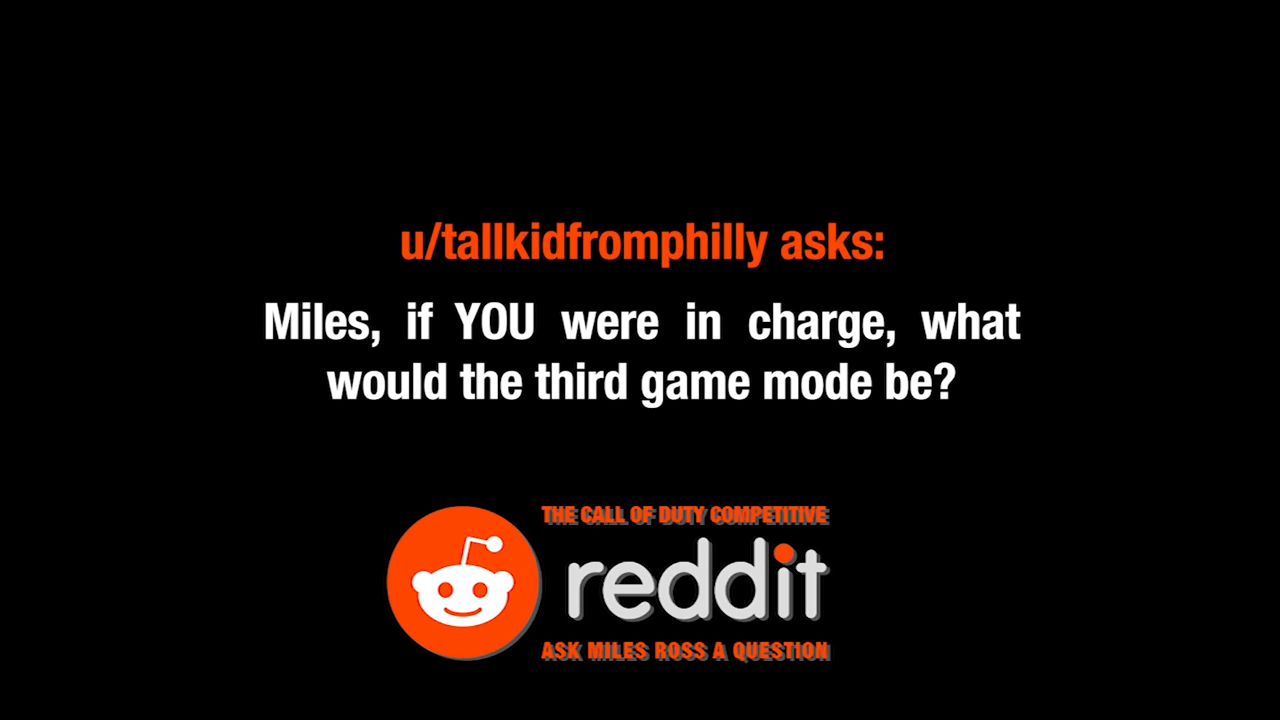 u/tallkidfromphilly asks:
Miles, if YOU were in charge, what
would the third game mode be?
THE CALL OF DUTY COMPETITIVE
reddit
ASK MILES ROSS A QUESTION